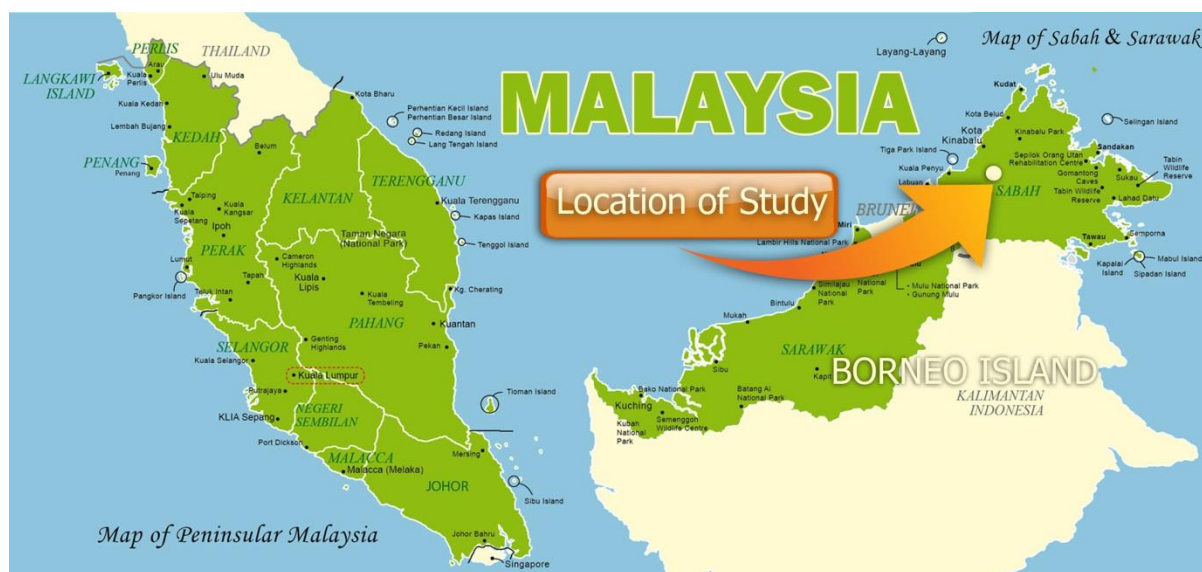 PERLIS
THAILAND
LANGKAWI
ISLAND
Arau
Kuala
Perlis
Ulu Muda
Kuala Kedah
Lembah Bujang
KEDAH
PENANG
Penang
Belum
Kota Bharu
Perhentian Kecil Island
Perhentian Besar Island
Redang Island
Lang Tengah Island
KELANTAN
TERENGGANU
Kuala Terengganu
Kapas Island
Taman Negara
(National Park)
Tenggol Island
Taiping
Kuala
Sepetang
Kuala
Kangsar
Ipoh
PERAK
Cameron
Highlands
Lumut
Tapah
Kuala
Lipis
Pangkor Island
Teluk Intan
Kuala
Tembeling
Kg. Cherating
PAHANG
Kuantan
Pekan
SELANGOR
Genting
Highlands
Kuala Selangor
Kuala Lumpur
Putrajaya
KLIA Sepang
NEGERI
SEMBILAN
Tioman Island
Port Dickson
MALACCA
Malacca (Melaka)
Mersing
JOHOR
Sibu Island
Johor Bahru
Singapore
Map of Peninsular Malaysia
MALAYSIA
Location of Study
Layang-Layang
Map of Sabah & Sarawak
Kudat
Kota Belud
Selingan Island
Kota
Kinabalu
Kinabalu Park
Tiga Park Island
Kuala Penyu
Sandakan
Sepilok Orang Utan
Rehabilitation Centre
Gomantong
Caves
Sukau
Tabin
Wildlife
Reserve
Labuan
SABAH
Tabin Wildlife
Reserve
Lahad Datu
BRUNEI
Miri
Lambir Hills National Park
Tawau
Semporna
Kapalai
Island
Mabul Island
Sipadan Island
Similajau
National
Park
National
Park
Mulu National Park
Gunung Mulu
Bintulu
Mukah
SARAWAK
Sibu
Kapit
BORNEO ISLAND
KALIMANTAN
INDONESIA
Bako National Park
Batang Ai
National Park
Kuching
Kubah
National
Park
Semenggoh
Wildlife Centre